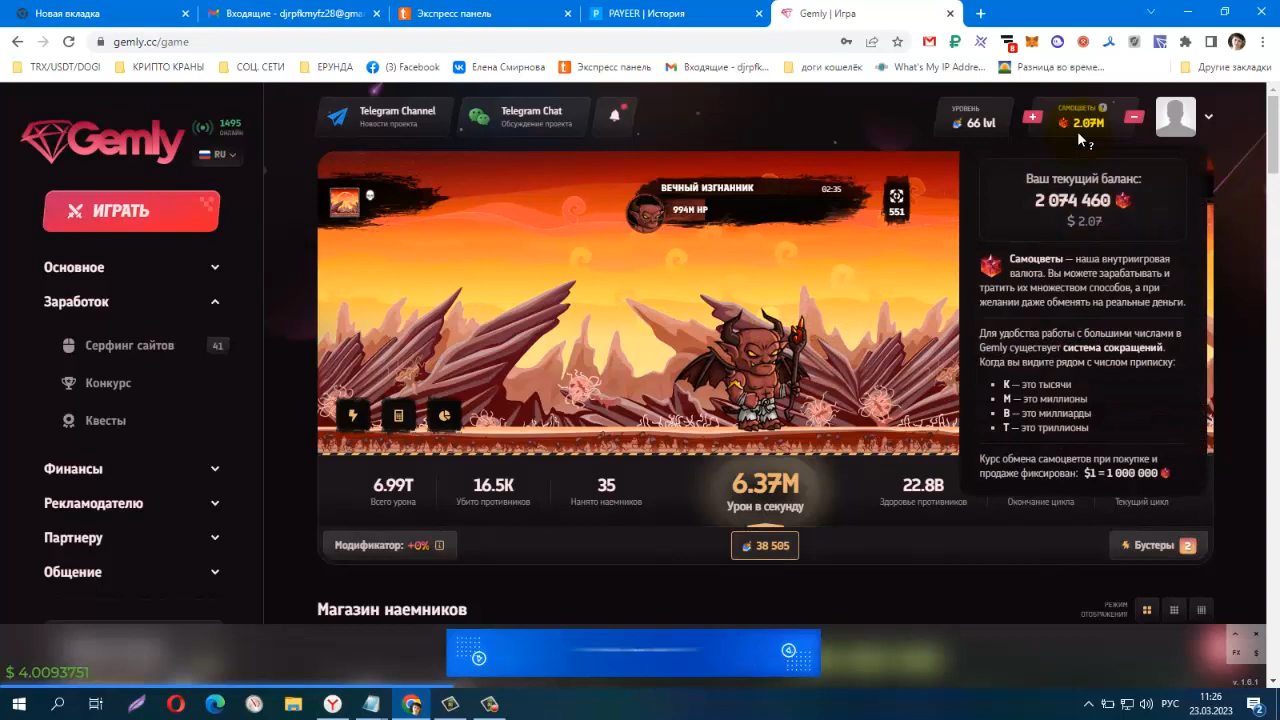 Новая вкладка
Входящие - djrpfkmyfz28@gma
Экспресс панель
PAYEER | История
Gemly | Игра
gemly.cc/game
8
TRX/USDT/DOGI
КРИПТО КРАНЫ
СОЦ. СЕТИ
ЕРУНДА
(3) Facebook
Елена Смирнова
Экспресс панель
Входящие - djrpfk...
доги кошелёк
What's My IP Addre...
Разница во време...
Другие закладки
Gemly
1495
ОНЛАЙН
RU
Telegram Channel
Новости проекта
Telegram Chat
Обсуждение проекта
УРОВЕНЬ
66 lvl
САМОЦВЕТЫ ?
2.07M
ИГРАТЬ
Основное
Заработок
Серфинг сайтов
41
Конкурс
Квесты
Финансы
Рекламодателю
Партнеру
Общение
ВЕЧНЫЙ ИЗГНАННИК
02:35
994M HP
551
Ваш текущий баланс:
2 074 460
$ 2.07
Самоцветы — наша внутриигровая
валюта. Вы можете зарабатывать и
тратить их множеством способов, а при
желании даже обменять на реальные деньги.
Для удобства работы с большими числами в
Gemly существует система сокращений.
Когда вы видите рядом с числом приписку:
K — это тысячи
M — это миллионы
B — это миллиарды
T — это триллионы
Курс обмена самоцветов при покупке и
продаже фиксирован: $1 = 1 000 000
6.99T
Всего урона
16.5K
Убито противников
35
Нанято наемников
6.37M
Урон в секунду
22.8B
Здоровье противников
Окончание цикла
Текущий цикл
Модификатор: +0%
38 505
Бустеры 2
Магазин наемников
РЕЖИМ
ОТОБРАЖЕНИЯ
$ 4.0093751
FX
$
v. 1.6.1
РУС
11:26
23.03.2023
2